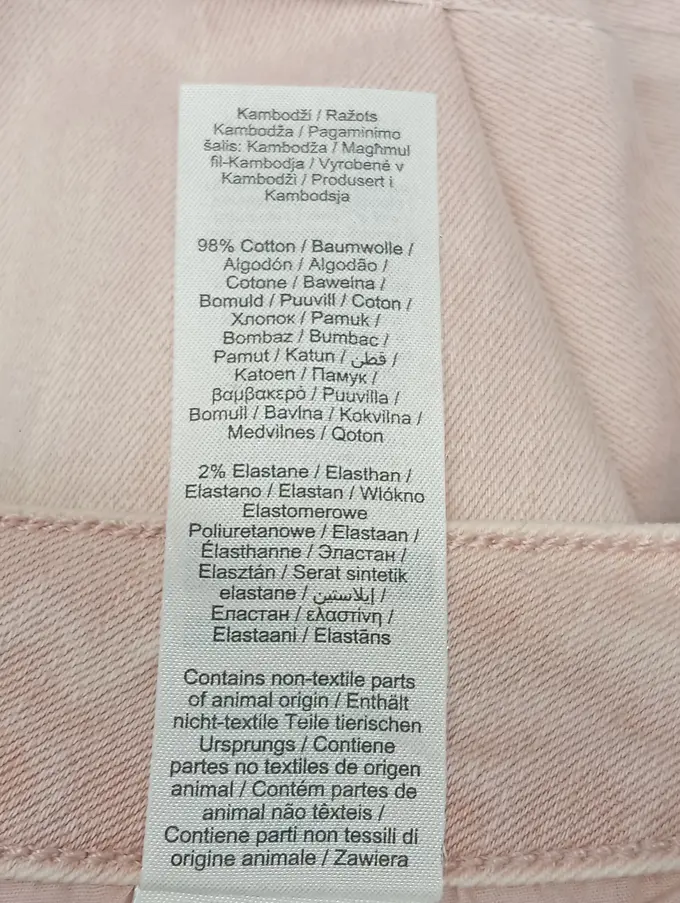 Kambodží / Ražots
Kambodža / Pagaminimo
šalis: Kambodža / Magħmul
fil-Kambodja / Vyrobené v
Kambodži / Produsert i
Kambodsja
98% Cotton / Baumwolle /
Algodón / Algodão /
Cotone / Bawełna /
Bomuld / Puuvill / Coton /
Хлопок / Pamuk /
Bombaz / Bumbac /
Pamut / Katun / قطن /
Katoen / Памук /
βαμβακερό / Puuvilla /
Bomull / Bavlna / Kokvilna /
Medvilnes / Qoton
2% Elastane / Elasthan /
Elastano / Elastan / Włókno
Elastomerowe
Poliuretanowe / Elastaan /
Élasthanne / Эластан /
Elasztán / Serat sintetik
elastane / إيلاستين /
Еластан / ελαστίνη /
Elastaani / Elastāns
Contains non-textile parts
of animal origin / Enthält
nicht-textile Teile tierischen
Ursprungs / Contiene
partes no textiles de origen
animal / Contém partes de
animal não têxteis /
Contiene parti non tessili di
origine animale / Zawiera